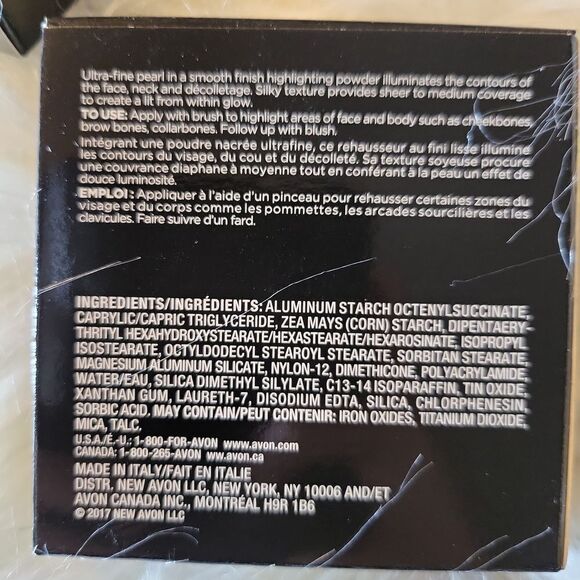 Ultra-fine pearl in a smooth finish highlighting powder illuminates the contours of
the face, neck and décolletage. Silky texture provides sheer to medium coverage
to create a lit from within glow.
TO USE: Apply with brush to highlight areas of face and body such as cheekbones,
brow bones, collarbones. Follow up with blush.
Intégrant une poudre nacrée ultrafine, ce rehausseur au fini lisse illumine
les contours du visage, du cou et du décolleté. Sa texture soyeuse procure
une couvrance diaphane à moyenne tout en conférant à la peau un effet de
douce luminosité.
EMPLOI : Appliquer à l'aide d'un pinceau pour rehausser certaines zones du
visage et du corps comme les pommettes, les arcades sourcilières et les
clavicules. Faire suivre d'un fard.
INGREDIENTS/INGRÉDIENTS: ALUMINUM STARCH OCTENYLSUCCINATE,
CAPRYLIC/CAPRIC TRIGLYCERIDE, ZEA MAYS (CORN) STARCH, DIPENTAERY-
THRITYL HEXAHYDROXYSTEARATE/HEXASTEARATE/HEXAROSINATE, ISOPROPYL
ISOSTEARATE, OCTYLDODECYL STEAROYL STEARATE, SORBITAN STEARATE,
MAGNESIUM ALUMINUM SILICATE, NYLON-12, DIMETHICONE, POLYACRYLAMIDE,
WATER/EAU, SILICA DIMETHYL SILYLATE, C13-14 ISOPARAFFIN, TIN OXIDE,
XANTHAN GUM, LAURETH-7, DISODIUM EDTA, SILICA, CHLORPHENESIN,
SORBIC ACID. MAY CONTAIN/PEUT CONTENIR: IRON OXIDES, TITANIUM DIOXIDE,
MICA, TALC.
U.S.A./É.-U.: 1-800-FOR-AVON www.avon.com
CANADA: 1-800-265-AVON www.avon.ca
MADE IN ITALY/FAIT EN ITALIE
DISTR. NEW AVON LLC, NEW YORK, NY 10006 AND/ET
AVON CANADA INC., MONTRÉAL H9R 1B6
© 2017 NEW AVON LLC